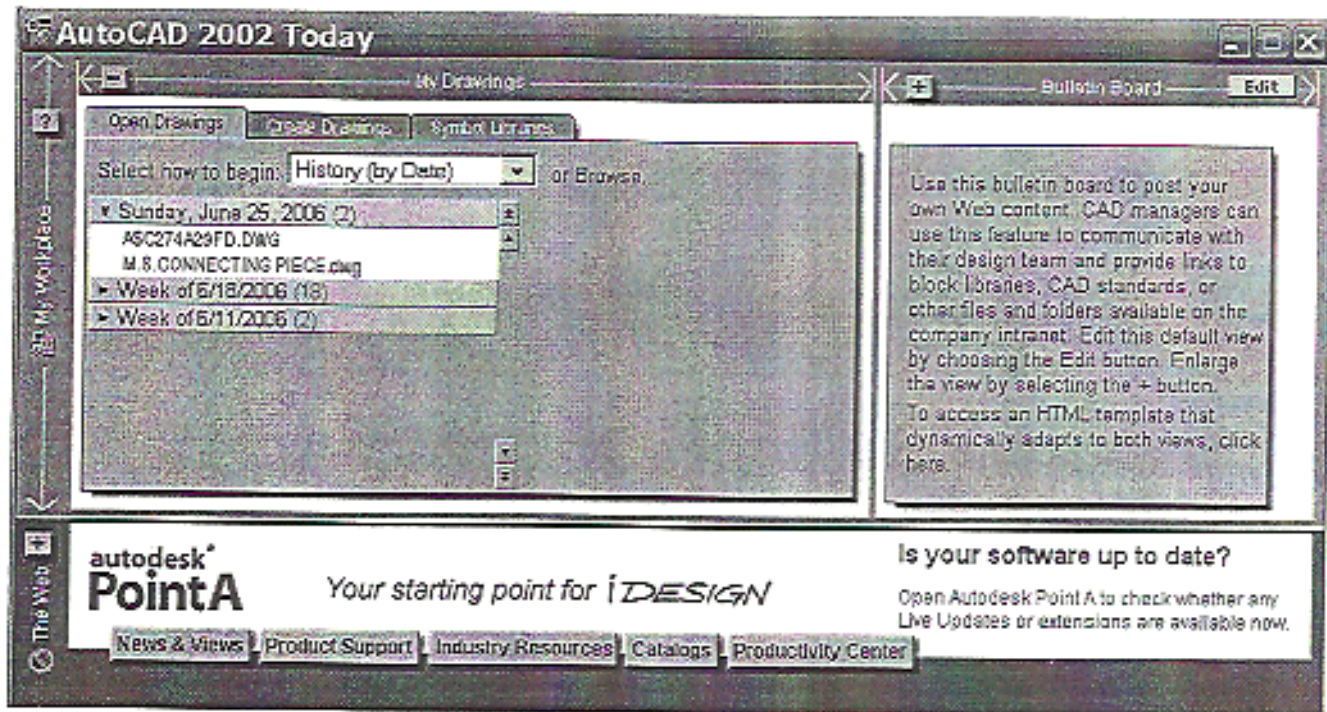 AutoCAD 2002 Today
My Drawings
Bulletin Board
Edit
?
My Workplace
Open Drawings
Create Drawings
Symbol Libraries
Select how to begin: History (by Date) or Browse.
Sunday, June 25, 2006 (2)
A5C274A29FD.DWG
M.S.CONNECTING PIECE.dwg
Week of 6/18/2006 (18)
Week of 6/11/2006 (2)
Use this bulletin board to post your
own Web content. CAD managers can
use this feature to communicate with
their design team and provide links to
block libraries, CAD standards, or
other files and folders available on the
company intranet. Edit this default view
by choosing the Edit button. Enlarge
the view by selecting the + button.
To access an HTML template that
dynamically adapts to both views, click
here.
The Web
autodesk
Point A
Your starting point for iDESIGN
Is your software up to date?
Open Autodesk Point A to check whether any
Live Updates or extensions are available now.
News & Views
Product Support
Industry Resources
Catalogs
Productivity Center